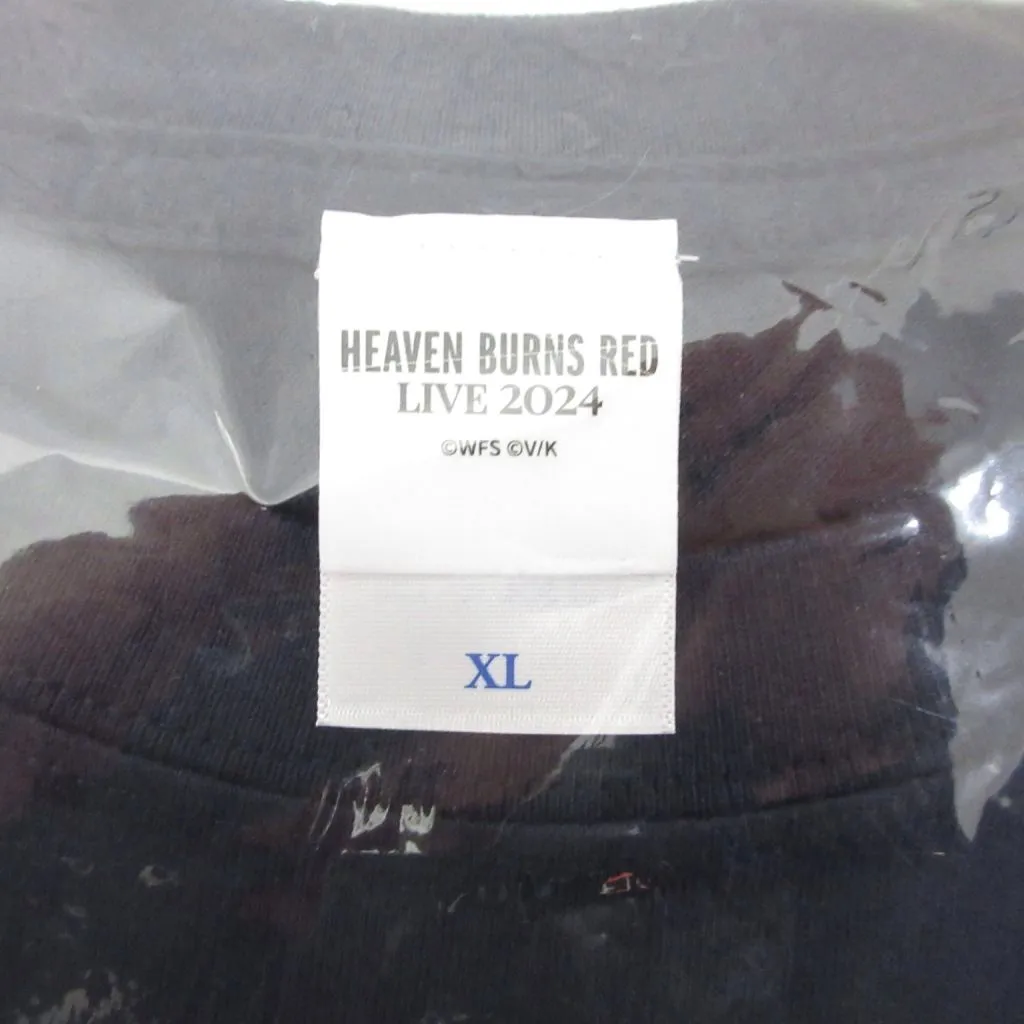 HEAVEN BURNS RED
LIVE 2024
©WFS ©V/K
XL